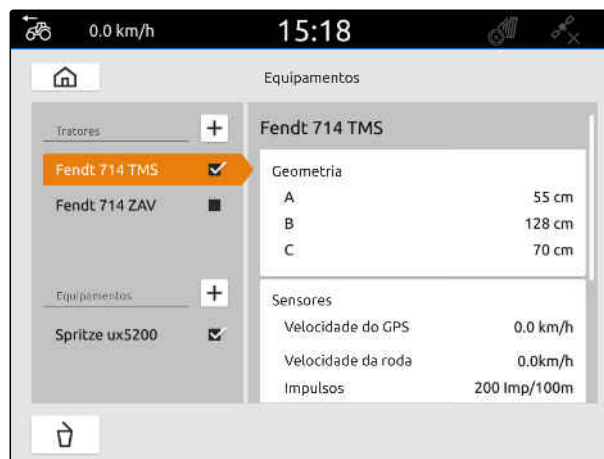 0.0 km/h
15:18
Equipamentos
Tratores
Fendt 714 TMS
Fendt 714 ZAV
Equipamentos
Spritze ux5200
Fendt 714 TMS
Geometria
A 55 cm
B 128 cm
C 70 cm
Sensores
Velocidade do GPS 0.0 km/h
Velocidade da roda 0.0km/h
Impulsos 200 Imp/100m